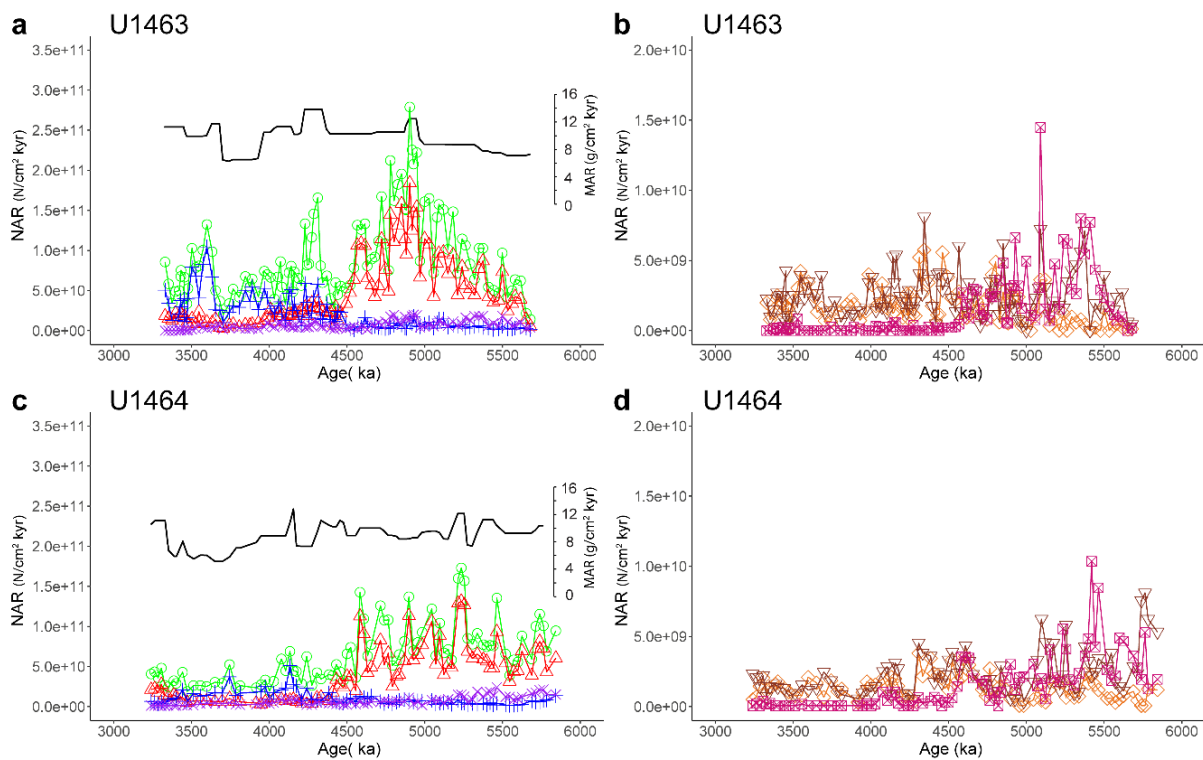 a U1463
3.5e+11
3.0e+11
2.5e+11
2.0e+11
1.5e+11
1.0e+11
5.0e+10
0.0e+00
NAR (N/cm² kyr)
16
12
8
4
0
MAR (g/cm² kyr)
3000 3500 4000 4500 5000 5500 6000
Age( ka)
b U1463
2.0e+10
1.5e+10
1.0e+10
5.0e+09
0.0e+00
NAR (N/cm² kyr)
3000 3500 4000 4500 5000 5500 6000
Age (ka)
c U1464
3.5e+11
3.0e+11
2.5e+11
2.0e+11
1.5e+11
1.0e+11
5.0e+10
0.0e+00
NAR (N/cm² kyr)
16
12
8
4
0
MAR (g/cm² kyr)
3000 3500 4000 4500 5000 5500 6000
Age( ka)
d U1464
2.0e+10
1.5e+10
1.0e+10
5.0e+09
0.0e+00
NAR (N/cm² kyr)
3000 3500 4000 4500 5000 5500 6000
Age (ka)